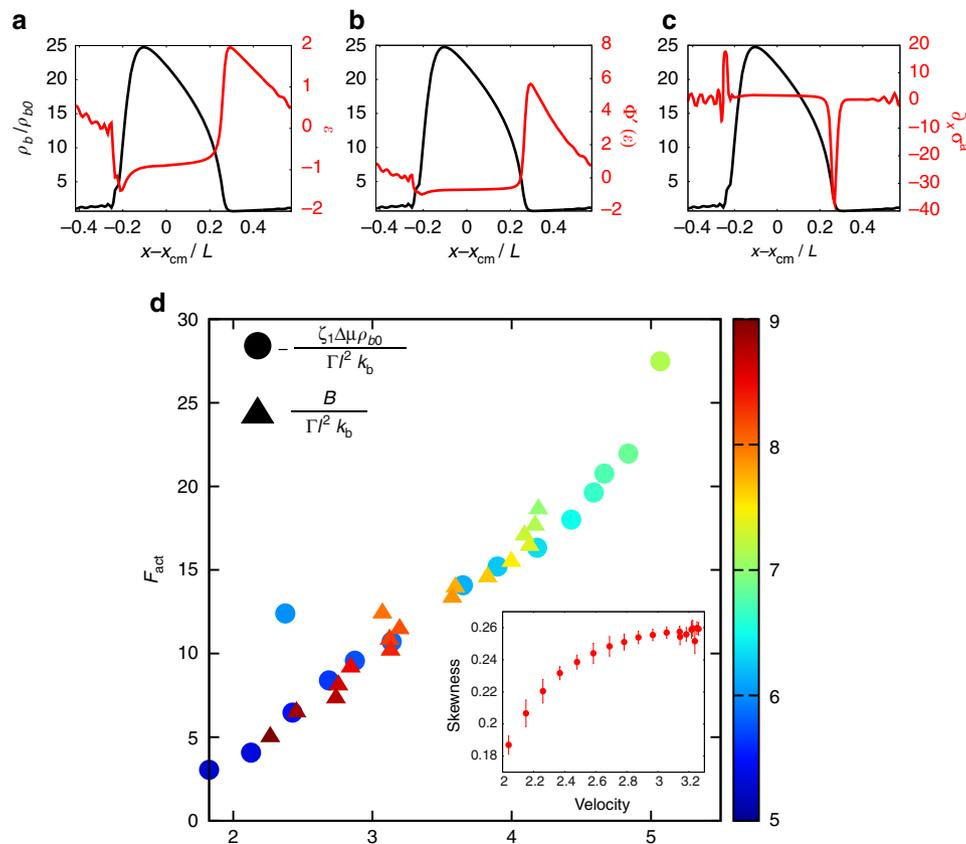 a
b
c
25
20
15
10
5
ρb/ρb0
2
1
0
−1
−2
ε
−0.4 −0.2 0 0.2 0.4
x–xcm / L
25
20
15
10
5
8
6
4
2
0
−2
Φ′ (ε)
−0.4 −0.2 0 0.2 0.4
x–xcm / L
25
20
15
10
5
20
10
0
−10
−20
−30
−40
∂xσa
−0.4 −0.2 0 0.2 0.4
x–xcm / L
d
30
25
20
15
10
5
0
Fact
− ζ1Δμρb0
Γl² kb
B
Γl² kb
2 3 4 5
9
8
7
6
5
0.26
0.24
0.22
0.2
0.18
Skewness
2 2.2 2.4 2.6 2.8 3 3.2
Velocity